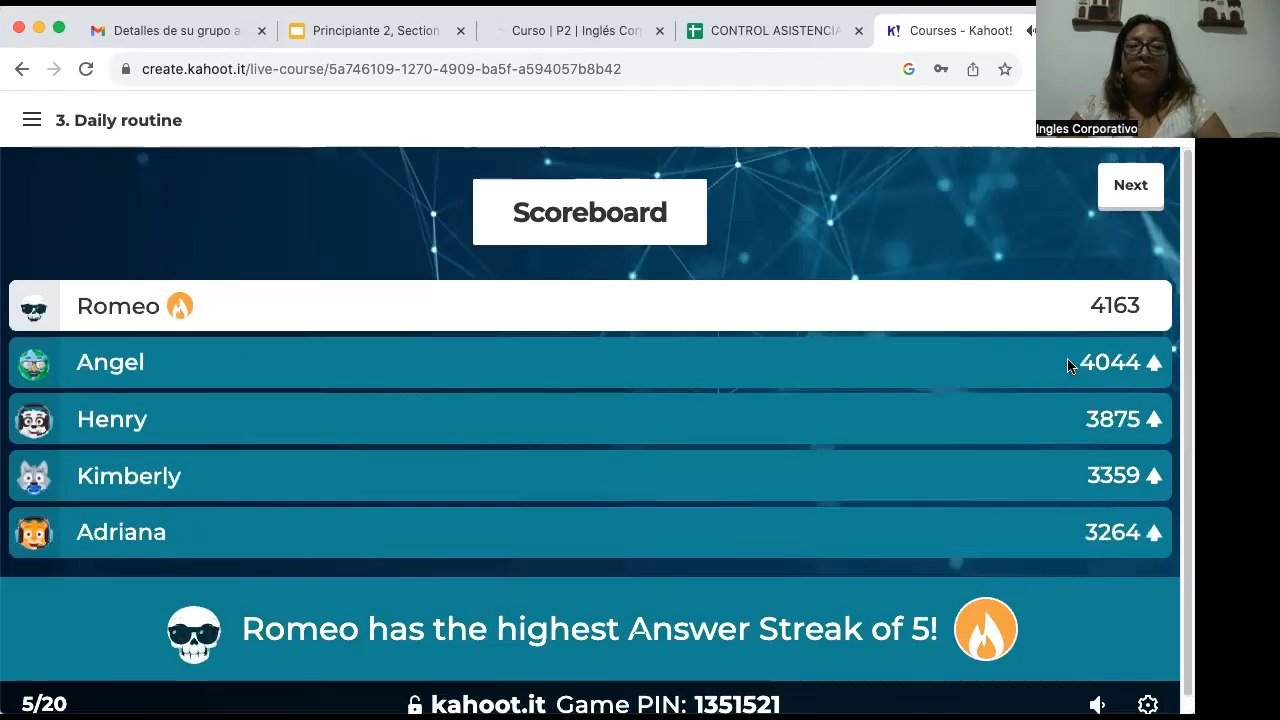 Detalles de su grupo a
Principiante 2, Section
Curso | P2 | Inglés Cor
CONTROL ASISTENCIA
K! Courses - Kahoot!
create.kahoot.it/live-course/5a746109-1270-4909-ba5f-a594057b8b42
Ingles Corporativo
3. Daily routine
Next
Scoreboard
Romeo 4163
Angel 4044
Henry 3875
Kimberly 3359
Adriana 3264
Romeo has the highest Answer Streak of 5!
5/20
kahoot.it Game PIN: 1351521